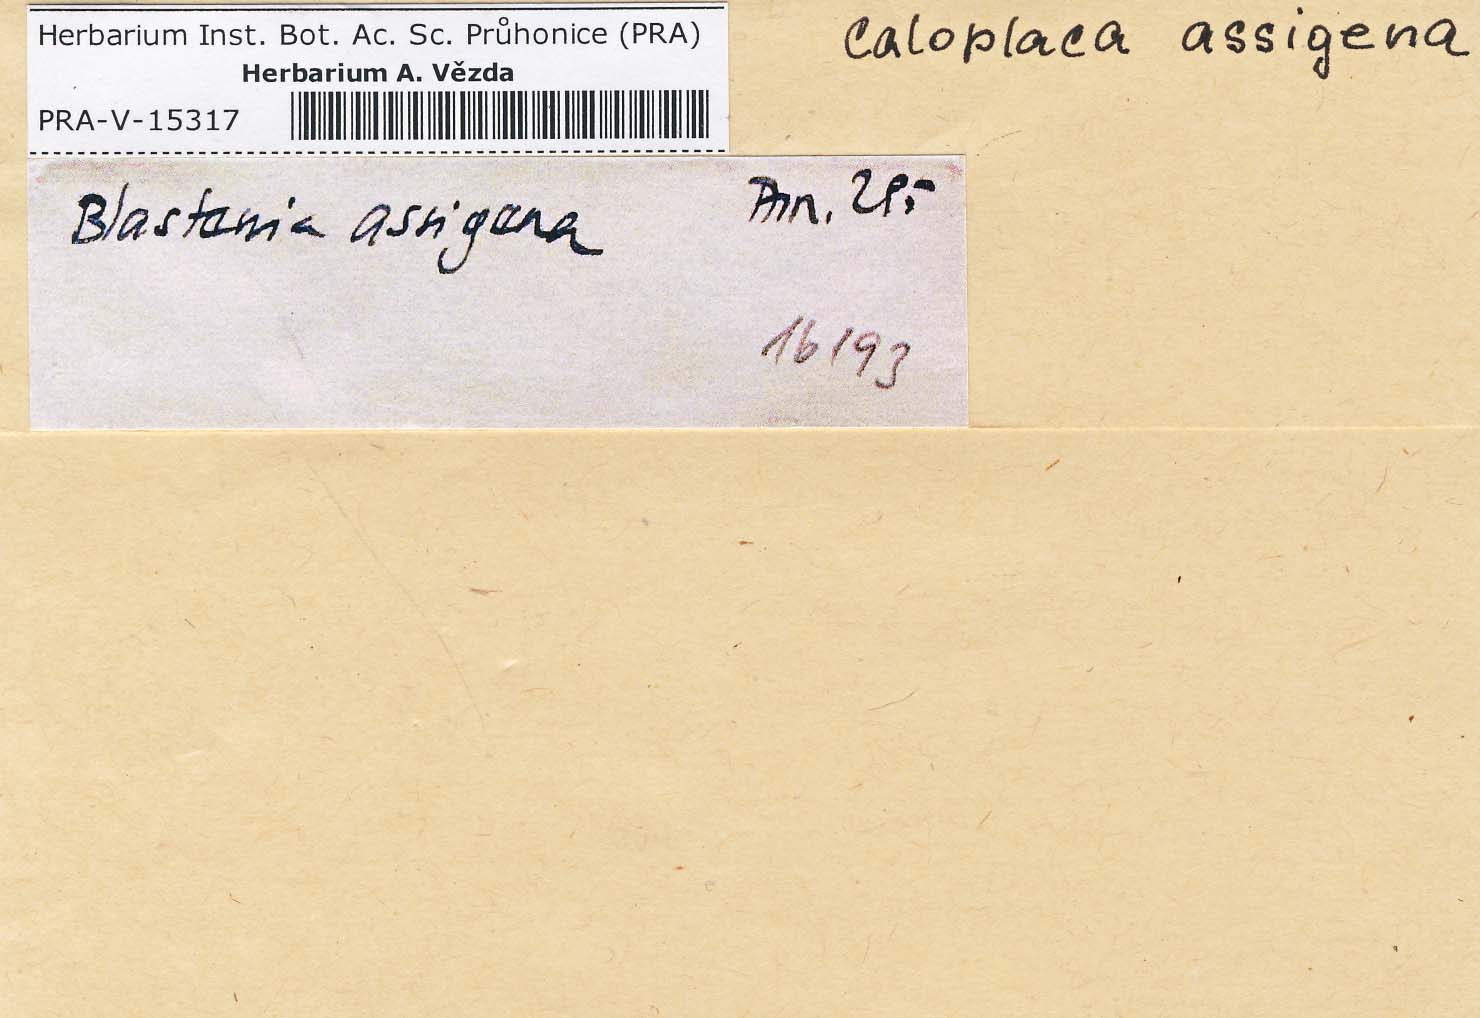 Herbarium Inst. Bot. Ac. Sc. Průhonice (PRA)
Herbarium A. Vězda
PRA-V-15317
Caloplaca assigena
Blastenia assigena
16193